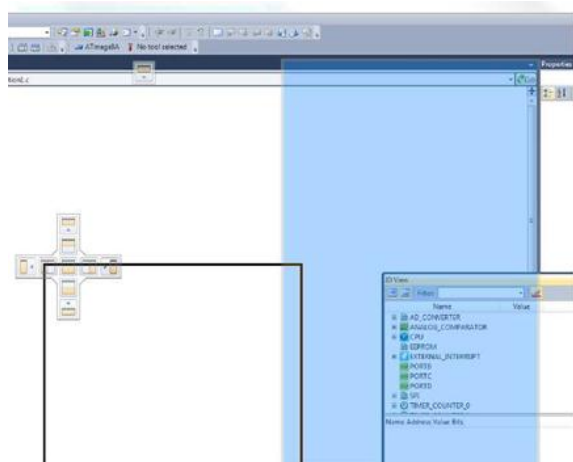 ATmega8A No tool selected
Properties
IO View
Filter:
Name Value
AD_CONVERTER
ANALOG_COMPARATOR
CPU
EEPROM
EXTERNAL_INTERRUPT
PORTB
PORTC
PORTD
SPI
TIMER_COUNTER_0
Name Address Value Bits